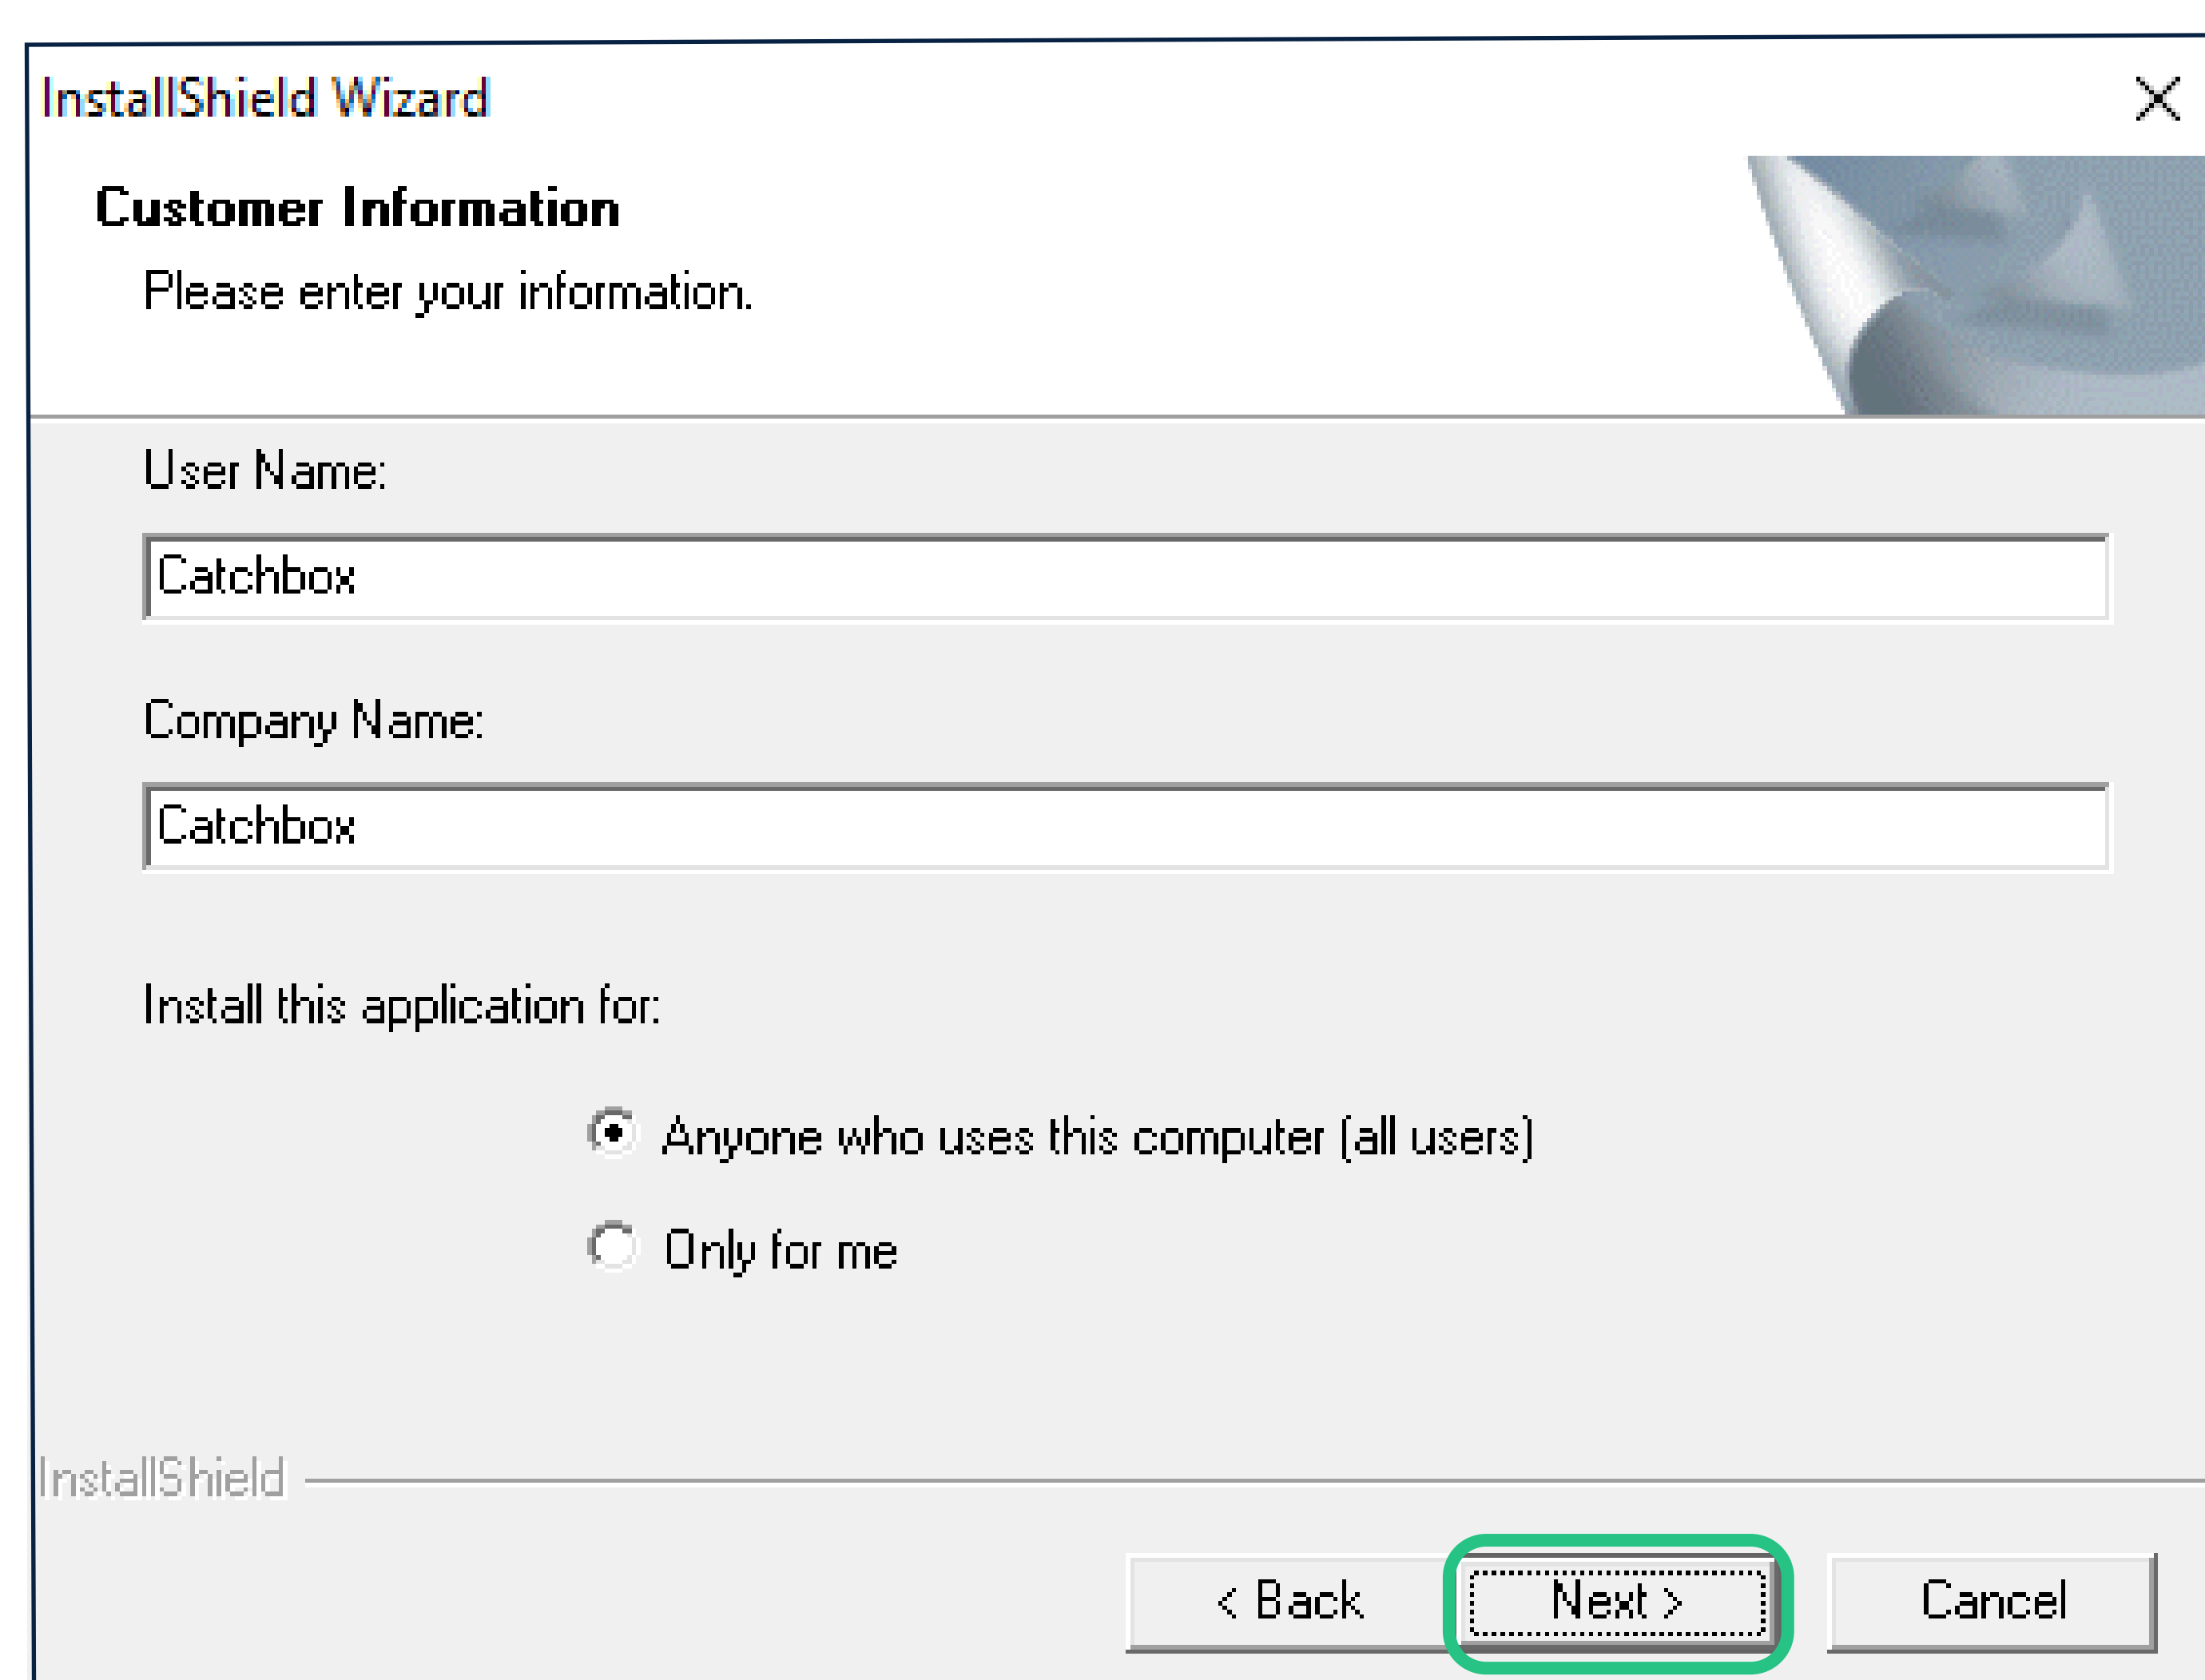 InstallShield Wizard
Customer Information
Please enter your information.
User Name:
Catchbox
Company Name:
Catchbox
Install this application for:
Anyone who uses this computer (all users)
Only for me
InstallShield
< Back Next > Cancel